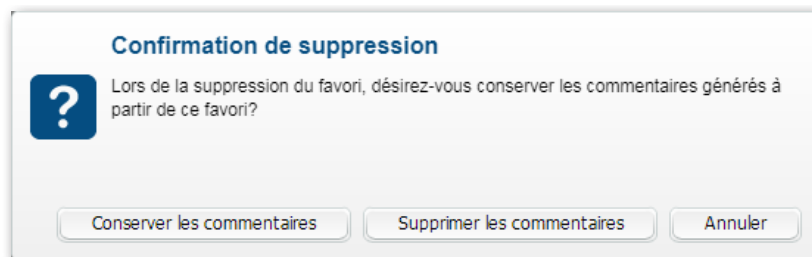 Confirmation de suppression
Lors de la suppression du favori, désirez-vous conserver les commentaires générés à
partir de ce favori?
Conserver les commentaires Supprimer les commentaires Annuler